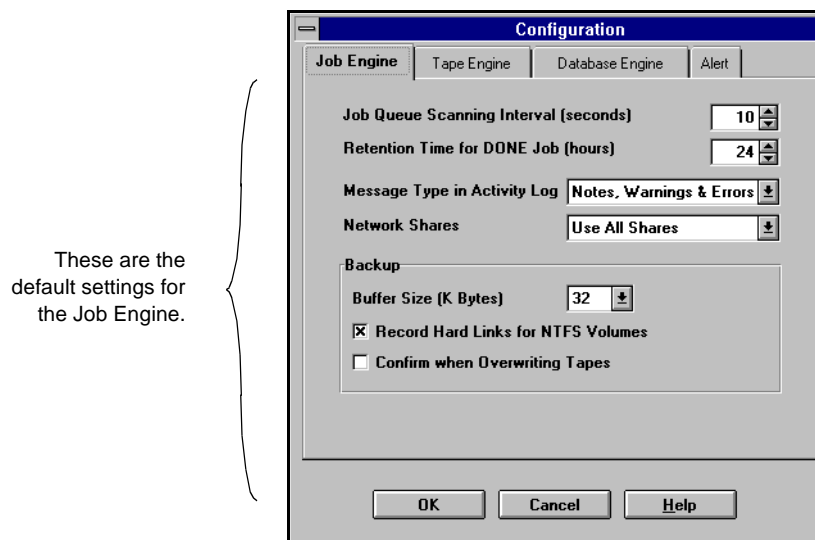 Configuration
Job Engine Tape Engine Database Engine Alert
Job Queue Scanning Interval (seconds) 10
Retention Time for DONE Job (hours) 24
Message Type in Activity Log Notes, Warnings & Errors
Network Shares Use All Shares
Backup
Buffer Size (K Bytes) 32
Record Hard Links for NTFS Volumes
Confirm when Overwriting Tapes
OK Cancel Help
These are the
default settings for
the Job Engine.